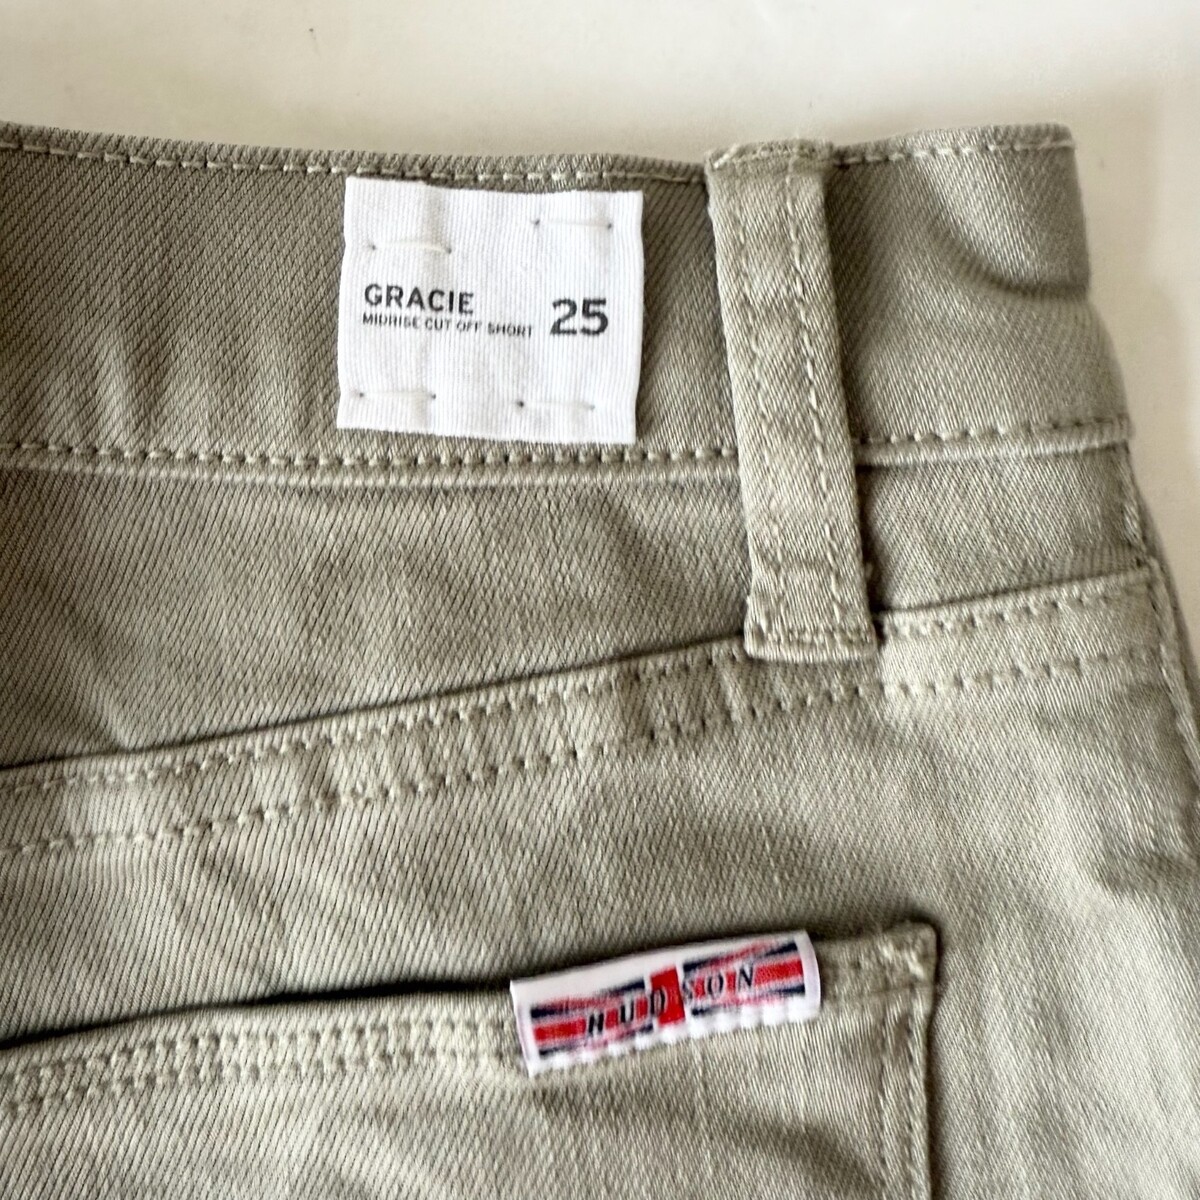 GRACIE
MIDRISE CUT OFF SHORT
25
HUDSON